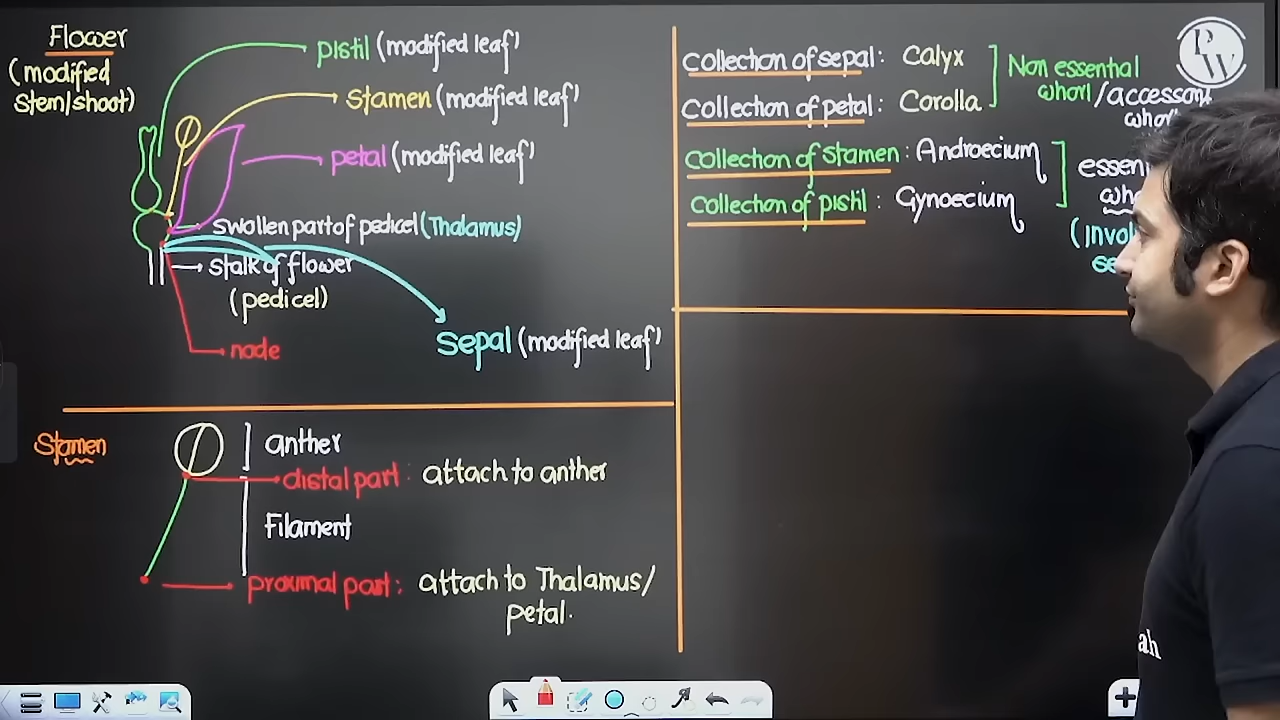 Flower
(modified
Stem/shoot)
pistil (modified leaf)
Stamen (modified leaf)
petal (modified leaf)
swollen part of pedicel (Thalamus)
stalk of flower
(pedicel)
node
Sepal (modified leaf)
Stamen
anther
distal part : attach to anther
Filament
proximal part : attach to Thalamus/
petal.
Collection of sepal : Calyx
Collection of petal : Corolla
Non essential
whorl/accessory
whorl
Collection of Stamen : Androecium
Collection of pistil : Gynoecium
P
W
ah